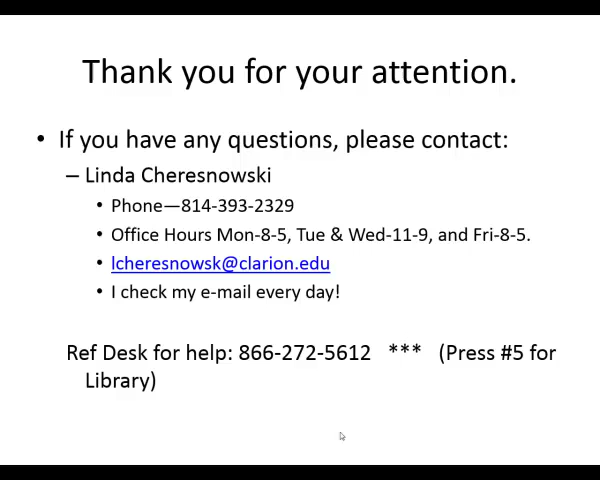 Thank you for your attention.
• If you have any questions, please contact:
– Linda Cheresnowski
• Phone—814-393-2329
• Office Hours Mon-8-5, Tue & Wed-11-9, and Fri-8-5.
• lcheresnowsk@clarion.edu
• I check my e-mail every day!
Ref Desk for help: 866-272-5612 *** (Press #5 for
Library)